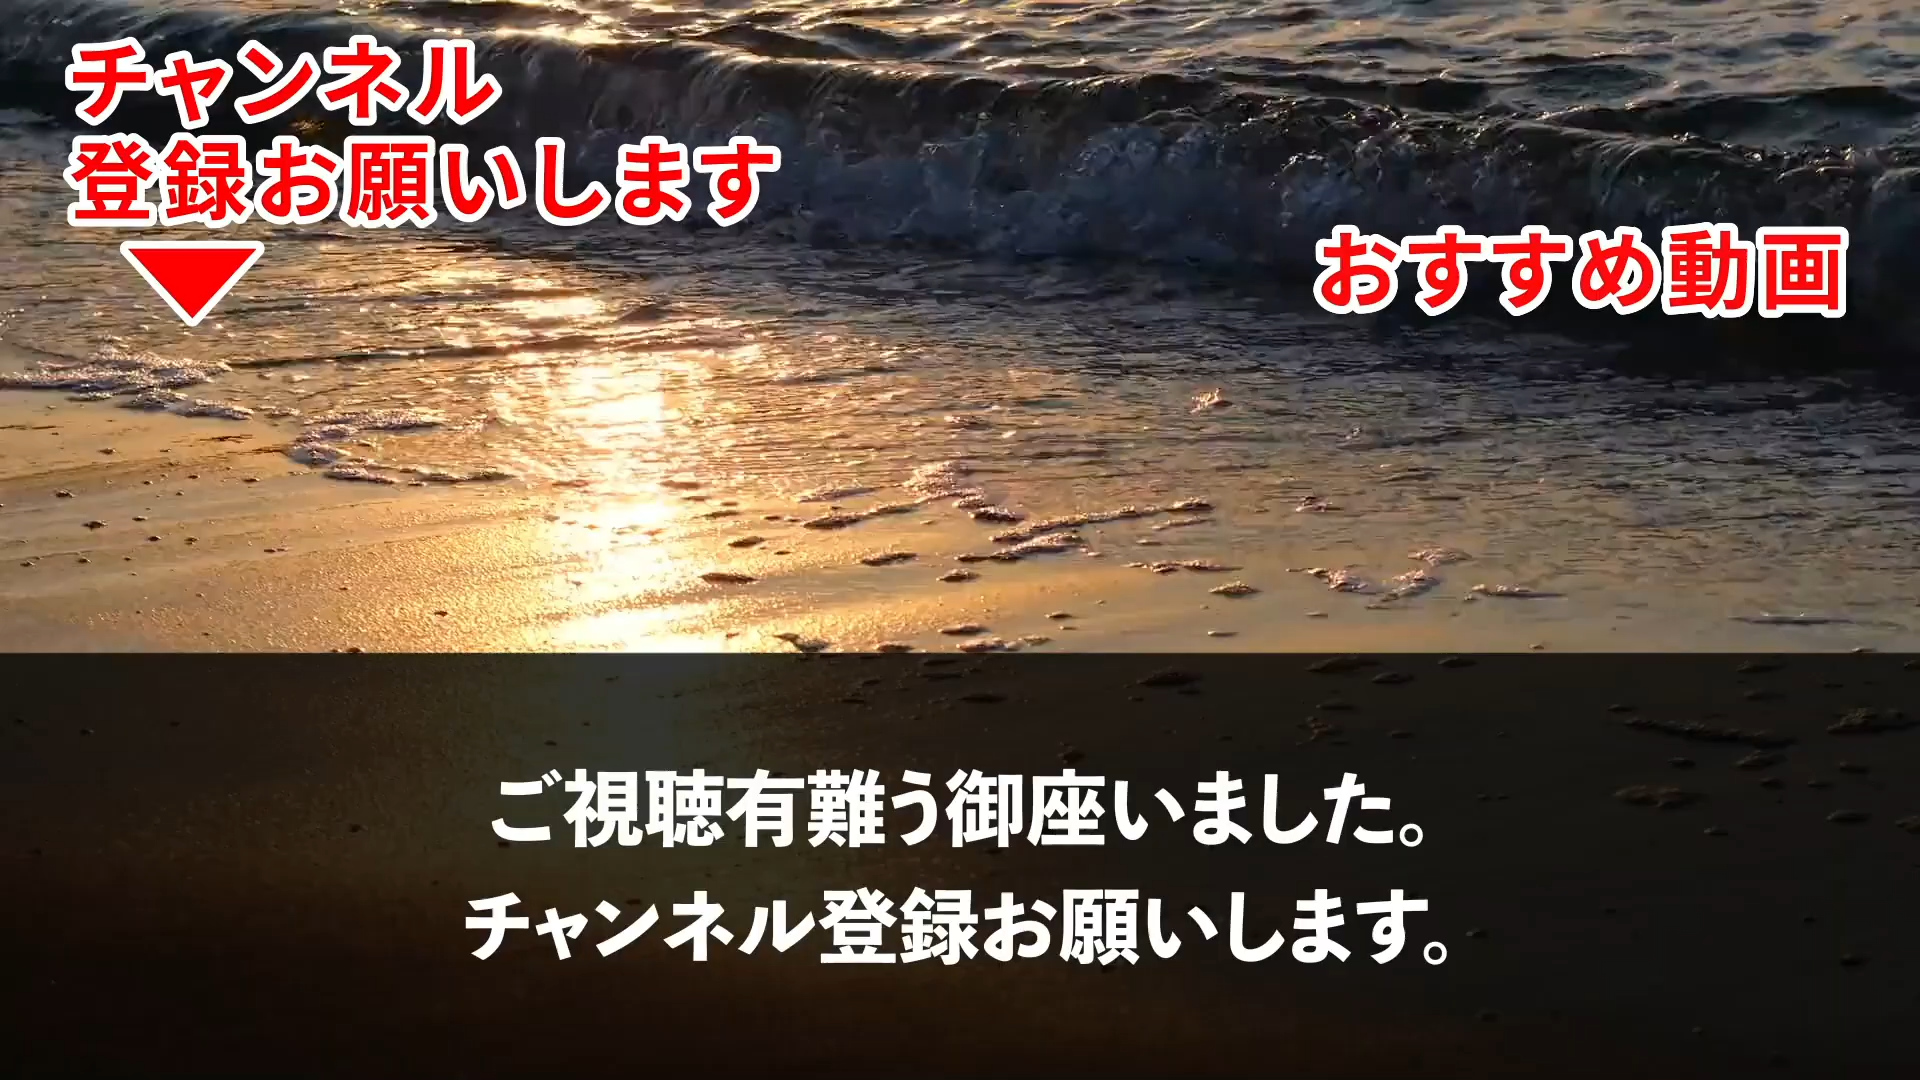 チャンネル
登録お願いします
おすすめ動画
ご視聴有難う御座いました。
チャンネル登録お願いします。